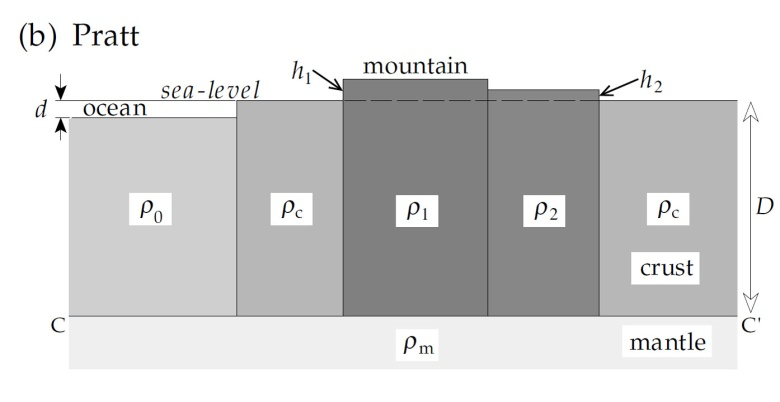 (b) Pratt
h₁
mountain
sea-level
h₂
d
ocean
ρ₀
ρc
ρ₁
ρ₂
ρc
D
crust
C
C'
ρm
mantle